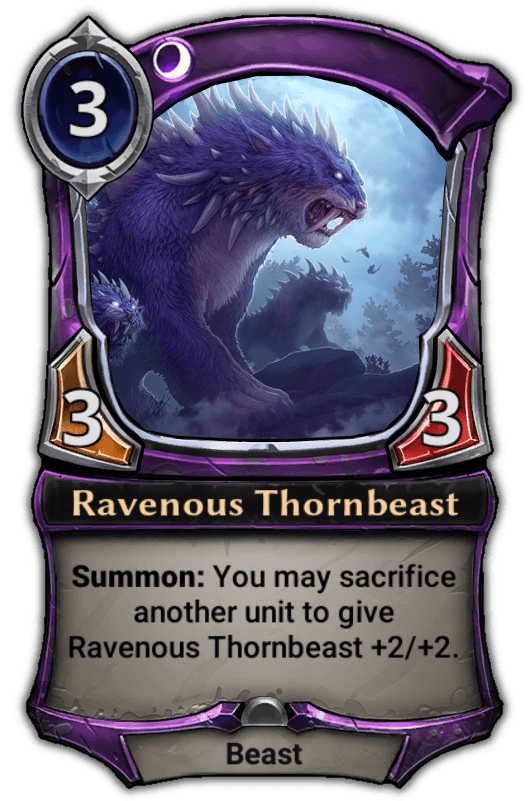 3
3
3
Ravenous Thornbeast
Summon: You may sacrifice
another unit to give
Ravenous Thornbeast +2/+2.
Beast